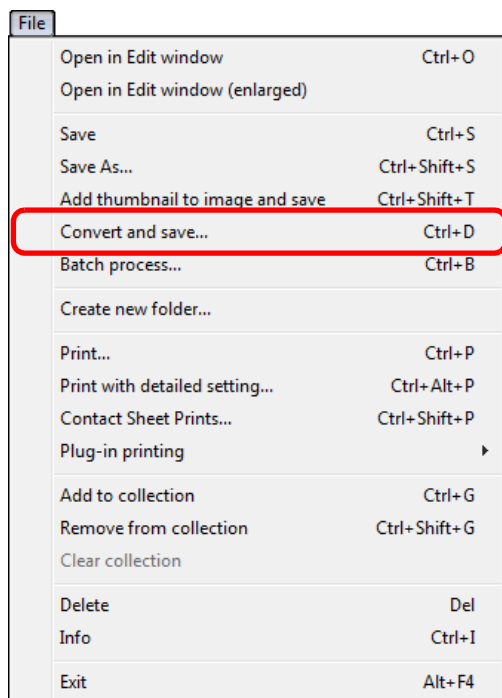 File
Open in Edit window Ctrl+O
Open in Edit window (enlarged)
Save Ctrl+S
Save As... Ctrl+Shift+S
Add thumbnail to image and save Ctrl+Shift+T
Convert and save... Ctrl+D
Batch process... Ctrl+B
Create new folder...
Print... Ctrl+P
Print with detailed setting... Ctrl+Alt+P
Contact Sheet Prints... Ctrl+Shift+P
Plug-in printing
Add to collection Ctrl+G
Remove from collection Ctrl+Shift+G
Clear collection
Delete Del
Info Ctrl+I
Exit Alt+F4